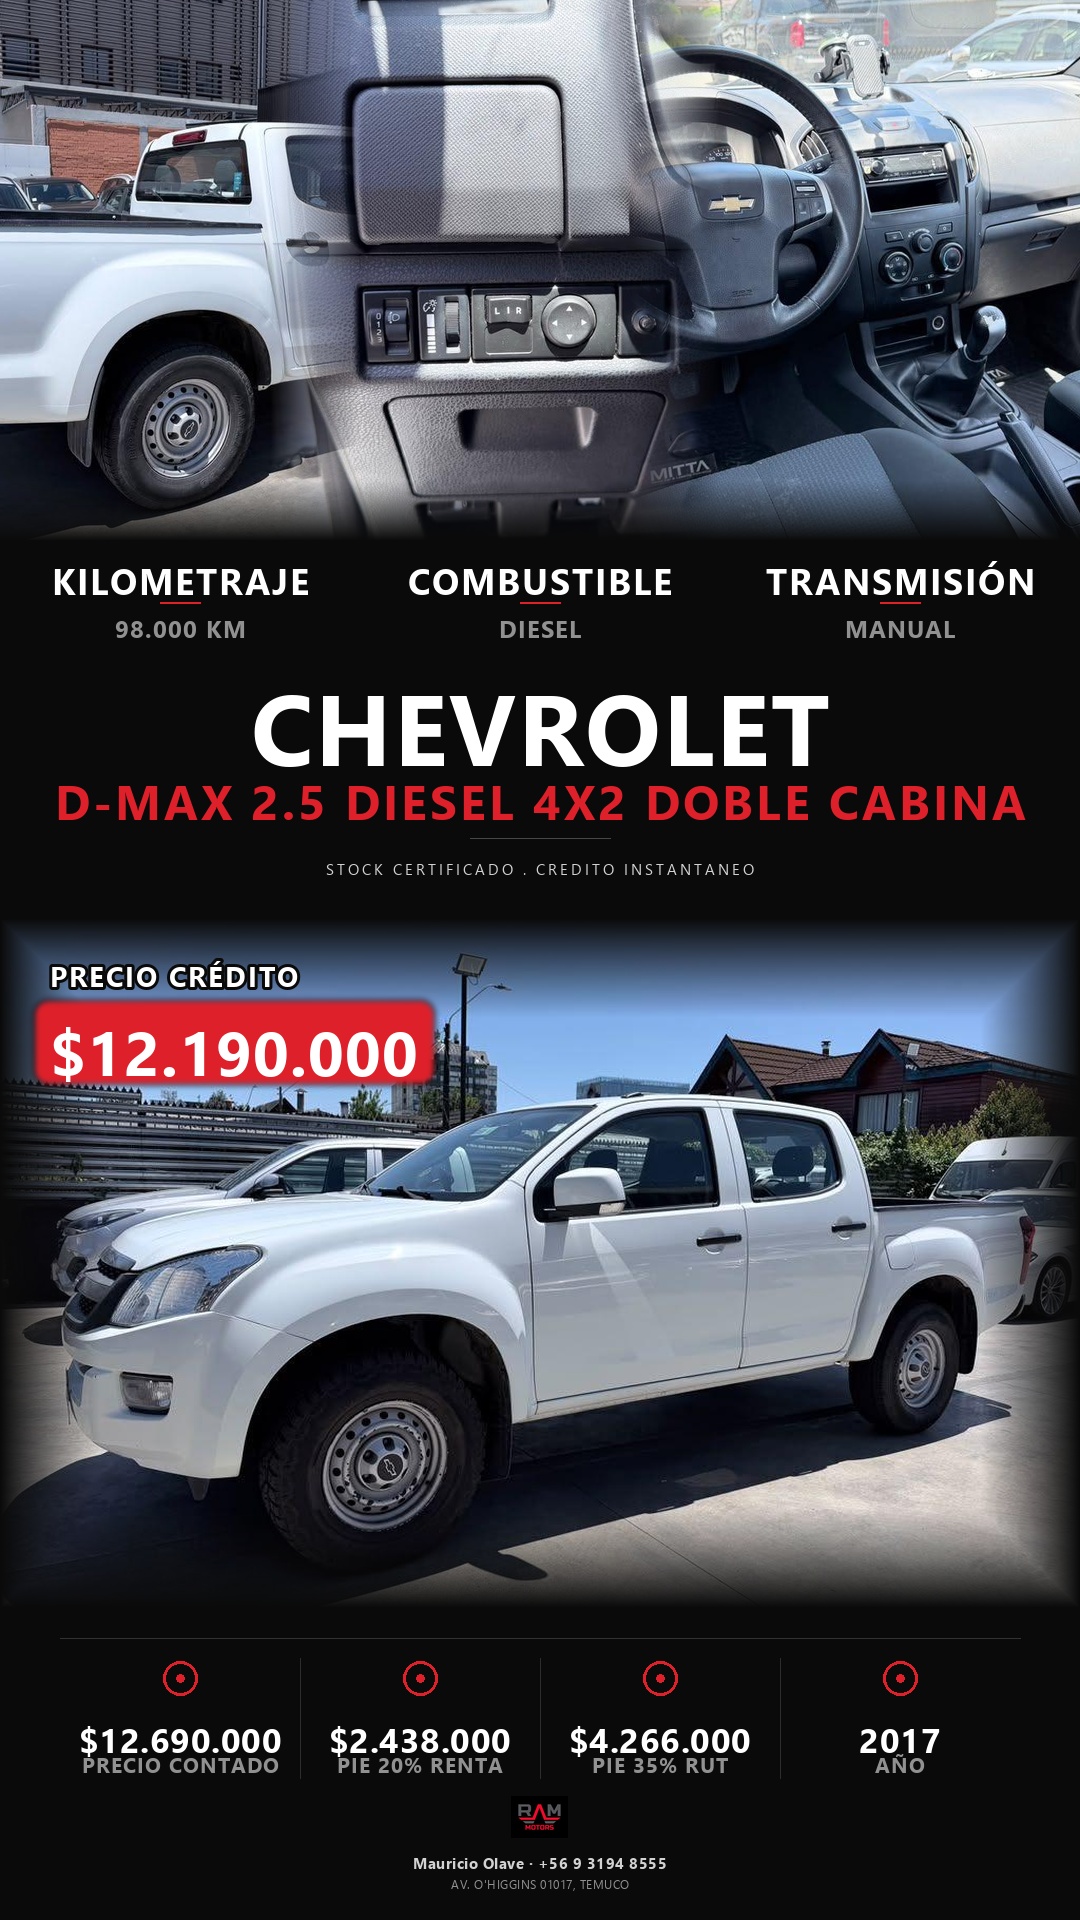 L I R
MITTA
KILOMETRAJE
98.000 KM
COMBUSTIBLE
DIESEL
TRANSMISIÓN
MANUAL
CHEVROLET
D-MAX 2.5 DIESEL 4X2 DOBLE CABINA
STOCK CERTIFICADO . CREDITO INSTANTANEO
PRECIO CRÉDITO
$12.190.000
$12.690.000
PRECIO CONTADO
$2.438.000
PIE 20% RENTA
$4.266.000
PIE 35% RUT
2017
AÑO
RAM
MOTORS
Mauricio Olave · +56 9 3194 8555
AV. O'HIGGINS 01017, TEMUCO